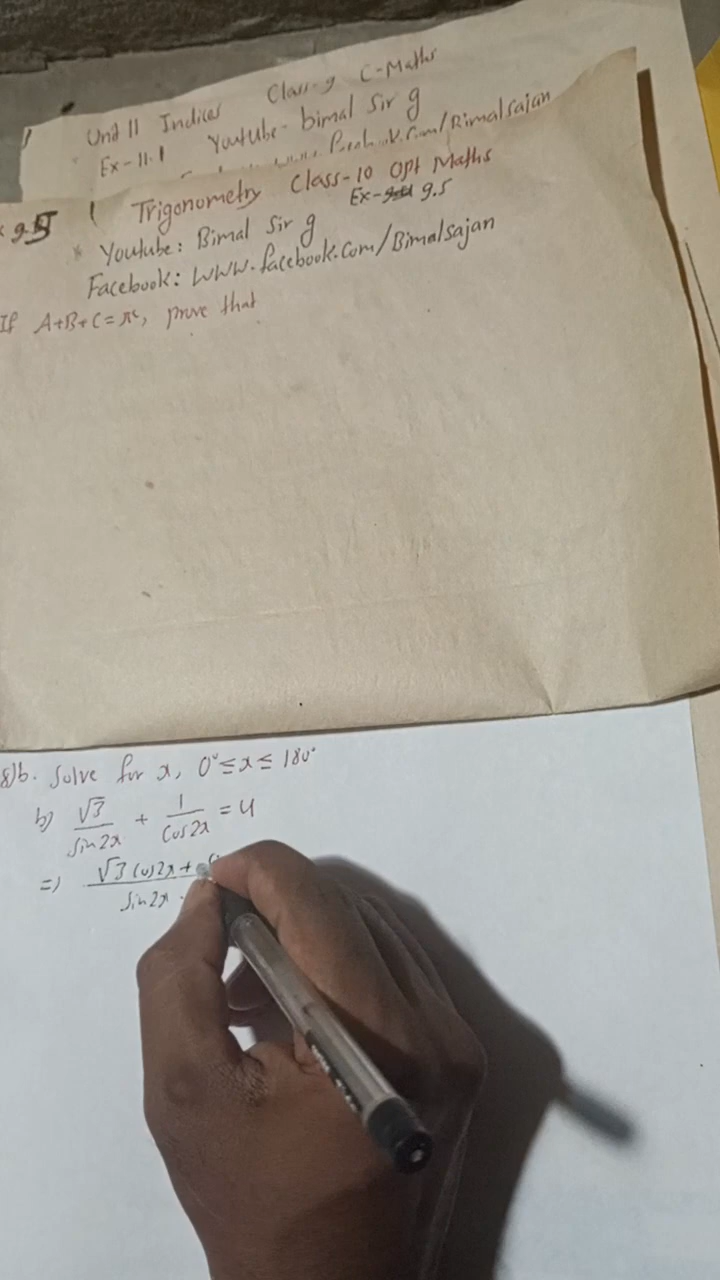 Unit 11 Indices Class-9 C-Maths
Ex-11.1 Youtube- bimal Sir g
Trigonometry Class-10 Opt Maths
Ex- 9.5
* Youtube: Bimal Sir g
Facebook: WWW.facebook.Com/Bimalsajan
If A+B+C=πᶜ, prove that
8)b. Solve for x, 0°≤x≤180°
b) √3/sin2x + 1/Cos2x = 4
=) √3 cos2x +
sin2x .